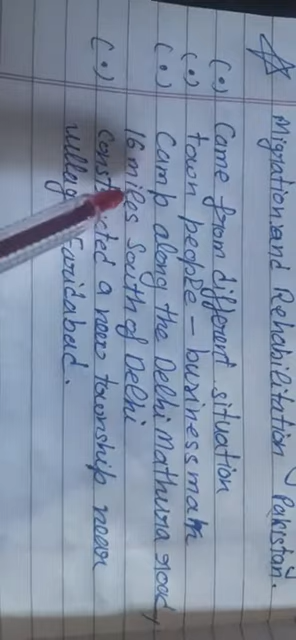 Migration and Rehabilitation Pakistan.
(•) Came from different situation
(•) town people - businessman
(•) Camp along the Delhi Mathura road,
16 miles south of Delhi
(•) constructed a new township near
village Faridabad.